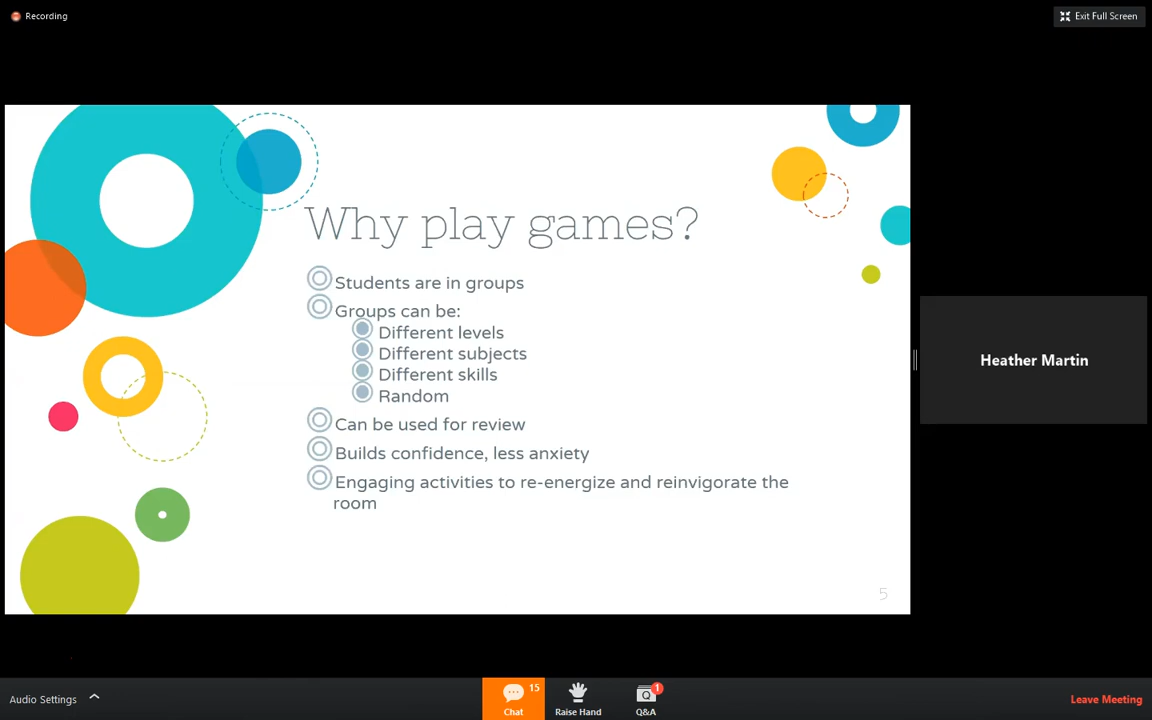 Recording
Exit Full Screen
Why play games?
Students are in groups
Groups can be:
Different levels
Different subjects
Different skills
Random
Can be used for review
Builds confidence, less anxiety
Engaging activities to re-energize and reinvigorate the
room
5
Heather Martin
Audio Settings
15
Chat
Raise Hand
Q
1
Q&A
Leave Meeting